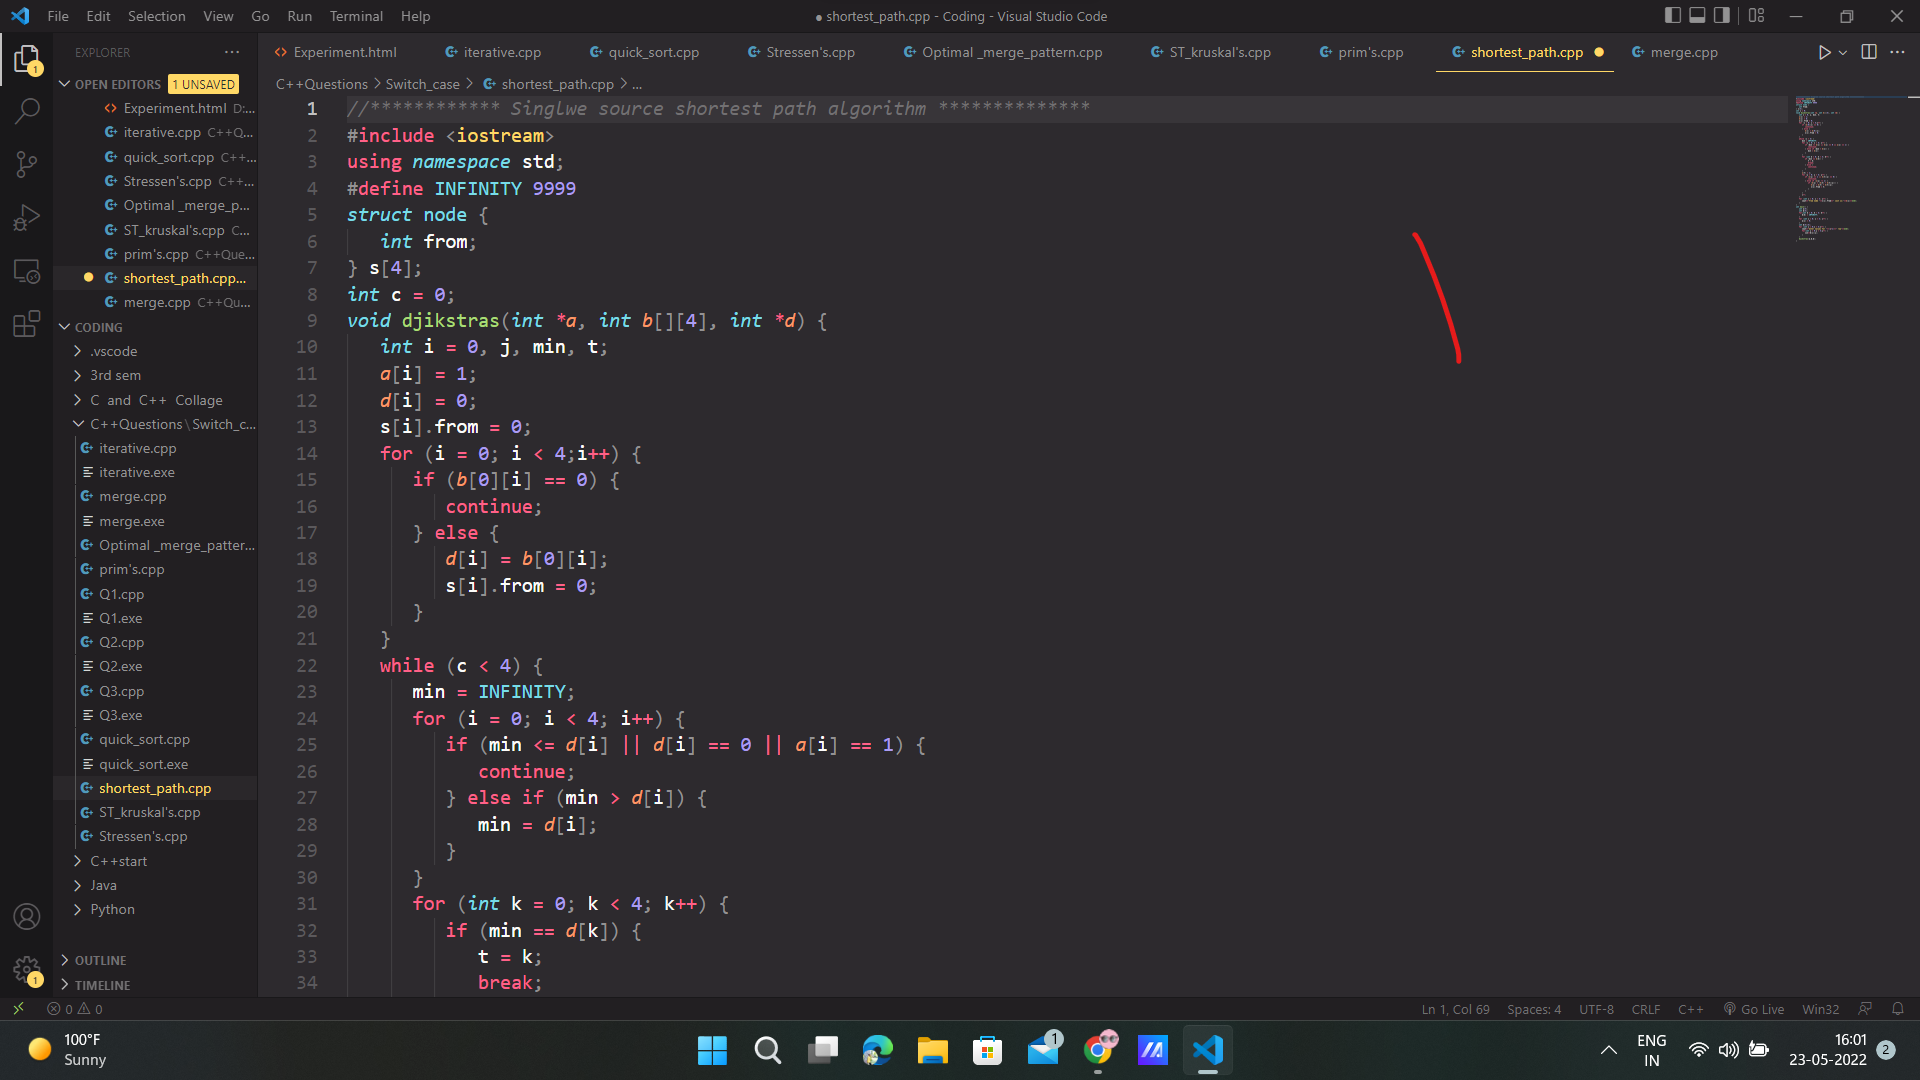 File Edit Selection View Go Run Terminal Help
● shortest_path.cpp - Coding - Visual Studio Code
EXPLORER
Experiment.html iterative.cpp quick_sort.cpp Stressen's.cpp Optimal _merge_pattern.cpp ST_kruskal's.cpp prim's.cpp shortest_path.cpp merge.cpp
OPEN EDITORS 1 UNSAVED
Experiment.html D:...
iterative.cpp C++Q...
quick_sort.cpp C++...
Stressen's.cpp C++...
Optimal _merge_p...
ST_kruskal's.cpp C...
prim's.cpp C++Que...
shortest_path.cpp...
merge.cpp C++Qu...
CODING
.vscode
3rd sem
C and C++ Collage
C++Questions\Switch_c...
iterative.cpp
iterative.exe
merge.cpp
merge.exe
Optimal _merge_patter...
prim's.cpp
Q1.cpp
Q1.exe
Q2.cpp
Q2.exe
Q3.cpp
Q3.exe
quick_sort.cpp
quick_sort.exe
shortest_path.cpp
ST_kruskal's.cpp
Stressen's.cpp
C++start
Java
Python
OUTLINE
TIMELINE
1
1
C++Questions > Switch_case > shortest_path.cpp > ...
1 //************ Singlwe source shortest path algorithm **************
2 #include <iostream>
3 using namespace std;
4 #define INFINITY 9999
5 struct node {
6 int from;
7 } s[4];
8 int c = 0;
9 void djikstras(int *a, int b[][4], int *d) {
10 int i = 0, j, min, t;
11 a[i] = 1;
12 d[i] = 0;
13 s[i].from = 0;
14 for (i = 0; i < 4;i++) {
15 if (b[0][i] == 0) {
16 continue;
17 } else {
18 d[i] = b[0][i];
19 s[i].from = 0;
20 }
21 }
22 while (c < 4) {
23 min = INFINITY;
24 for (i = 0; i < 4; i++) {
25 if (min <= d[i] || d[i] == 0 || a[i] == 1) {
26 continue;
27 } else if (min > d[i]) {
28 min = d[i];
29 }
30 }
31 for (int k = 0; k < 4; k++) {
32 if (min == d[k]) {
33 t = k;
34 break;
0 0
Ln 1, Col 69 Spaces: 4 UTF-8 CRLF C++ Go Live Win32
100°F
Sunny
1
ENG
IN
16:01
23-05-2022
2